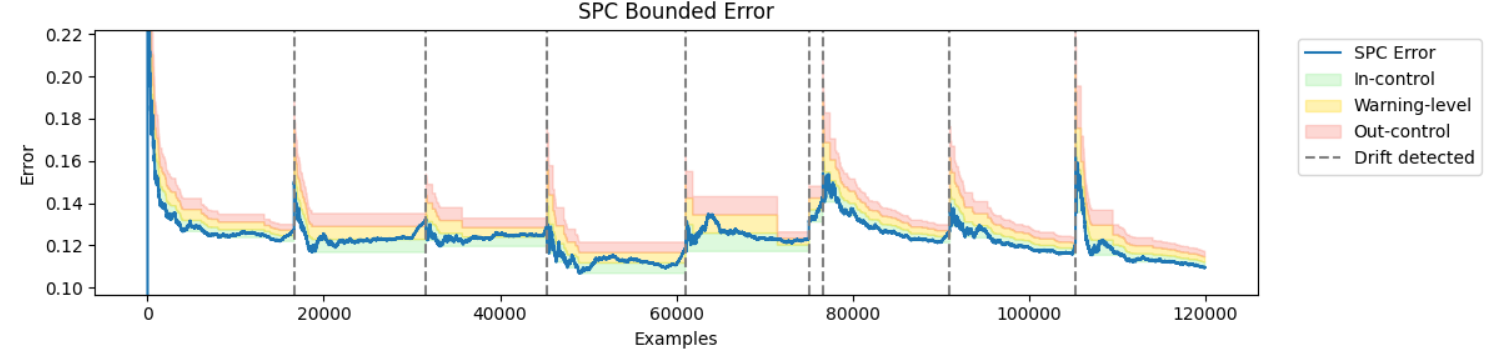 SPC Bounded Error
0.22
0.20
0.18
0.16
0.14
0.12
0.10
Error
0 20000 40000 60000 80000 100000 120000
Examples
SPC Error
In-control
Warning-level
Out-control
Drift detected